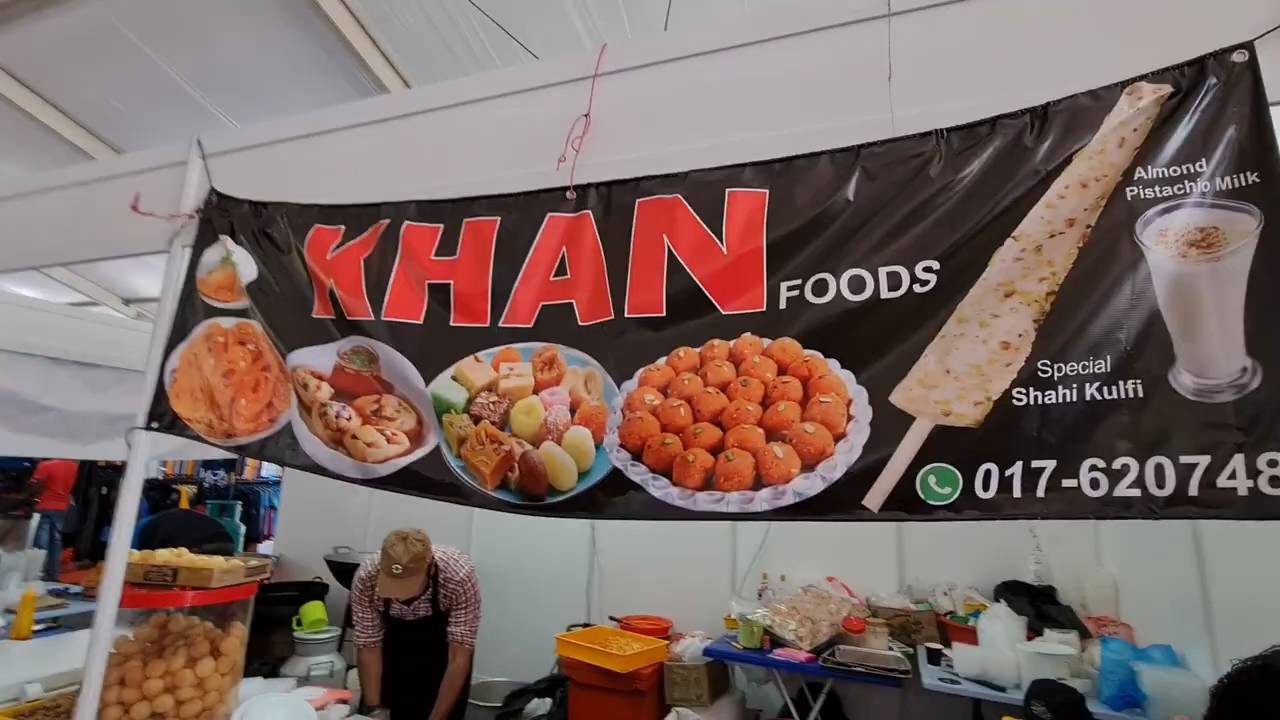 KHAN
FOODS
Almond
Pistachio Milk
Special
Shahi Kulfi
017-620748